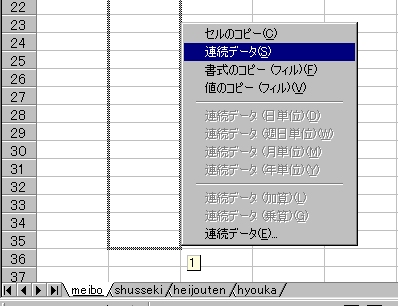 22
23
24
25
26
27
28
29
30
31
32
33
34
35
36
37
セルのコピー(C)
連続データ(S)
書式のコピー (フィル)(F)
値のコピー (フィル)(V)
連続データ (日単位)(D)
連続データ (週日単位)(W)
連続データ (月単位)(M)
連続データ (年単位)(Y)
連続データ (加算)(L)
連続データ (乗算)(G)
連続データ(E)...
1
meibo shusseki heijouten hyouka